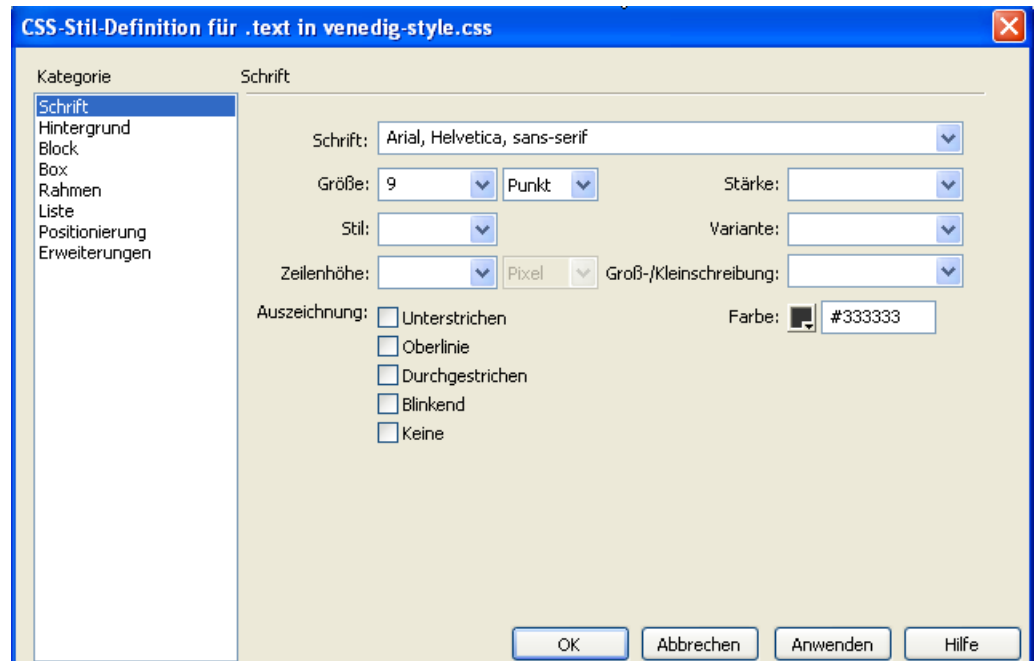 CSS-Stil-Definition für .text in venedig-style.css
Kategorie
Schrift
Hintergrund
Block
Box
Rahmen
Liste
Positionierung
Erweiterungen
Schrift
Schrift: Arial, Helvetica, sans-serif
Größe: 9 Punkt Stärke:
Stil: Variante:
Zeilenhöhe: Pixel Groß-/Kleinschreibung:
Auszeichnung: Unterstrichen Farbe: #333333
Oberlinie
Durchgestrichen
Blinkend
Keine
OK Abbrechen Anwenden Hilfe